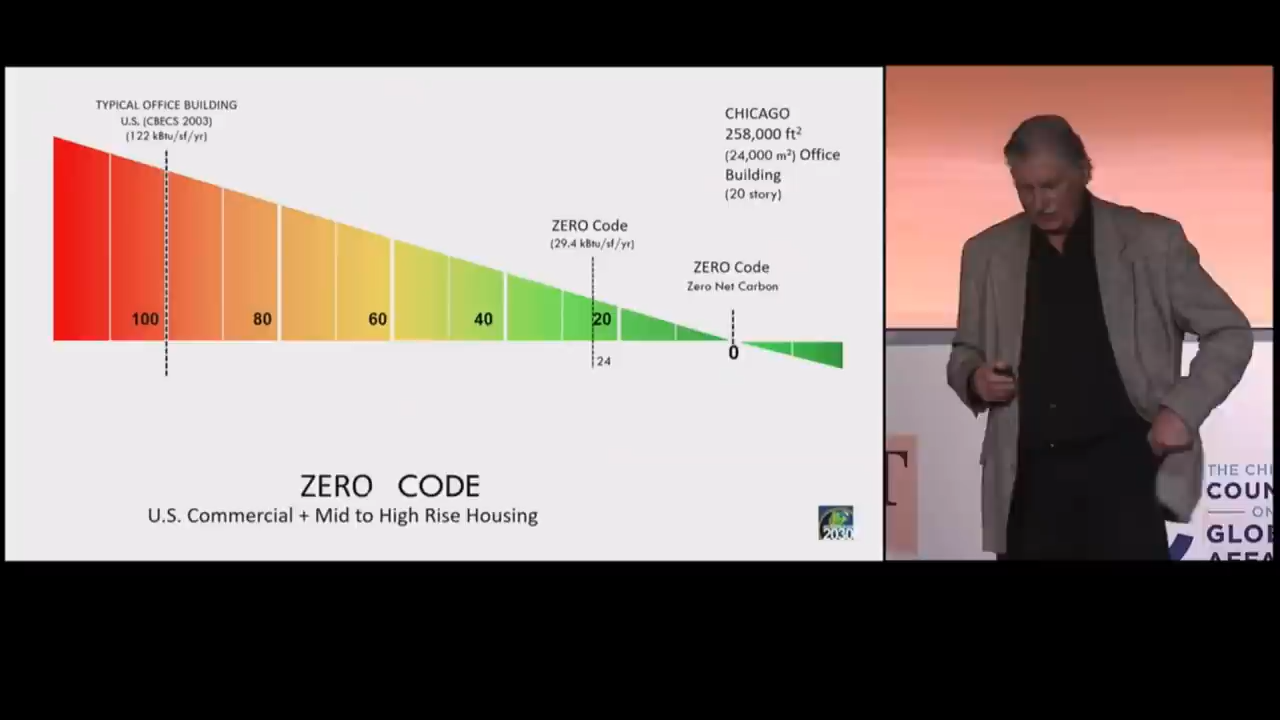 TYPICAL OFFICE BUILDING
U.S. (CBECS 2003)
(122 kBtu/sf/yr)
CHICAGO
258,000 ft²
(24,000 m²) Office
Building
(20 story)
ZERO Code
(29.4 kBtu/sf/yr)
ZERO Code
Zero Net Carbon
100
80
60
40
20
0
24
ZERO CODE
U.S. Commercial + Mid to High Rise Housing
2030
T
THE CHI
COUN
ON
GLOB
AFFA